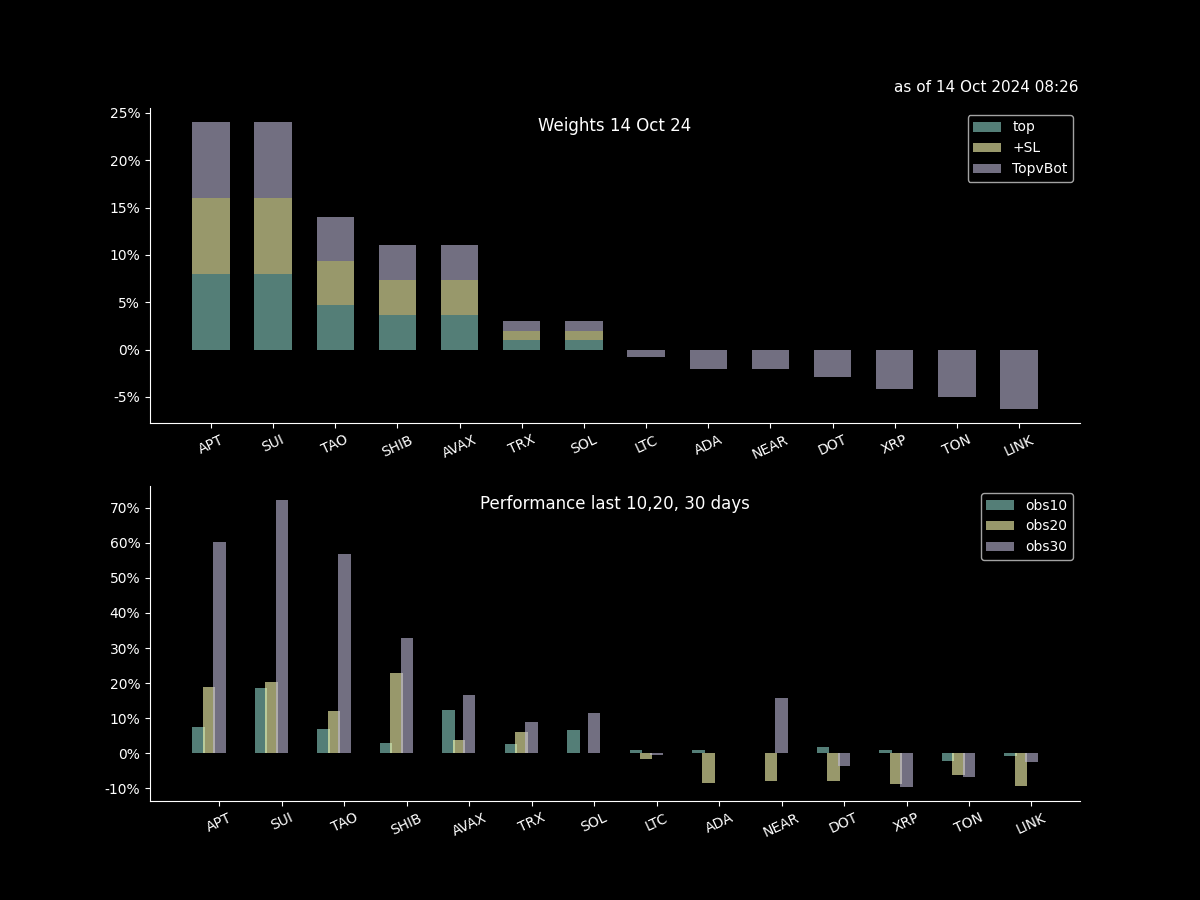 as of 14 Oct 2024 08:26
Weights 14 Oct 24
top
+SL
TopvBot
25%
20%
15%
10%
5%
0%
-5%
APT SUI TAO SHIB AVAX TRX SOL LTC ADA NEAR DOT XRP TON LINK
Performance last 10,20, 30 days
obs10
obs20
obs30
70%
60%
50%
40%
30%
20%
10%
0%
-10%
APT SUI TAO SHIB AVAX TRX SOL LTC ADA NEAR DOT XRP TON LINK